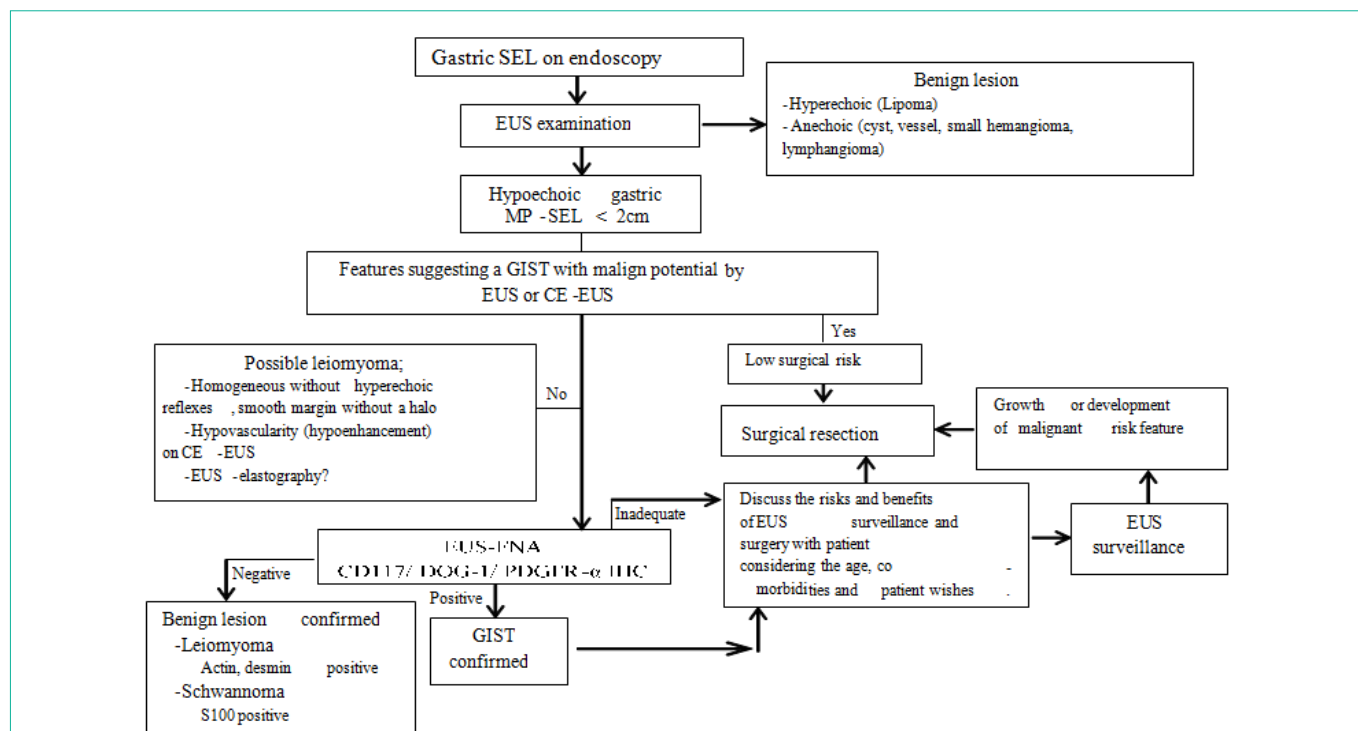 Gastric SEL on endoscopy
Benign lesion
-Hyperechoic (Lipoma)
-Anechoic (cyst, vessel, small hemangioma,
lymphangioma)
EUS examination
Hypoechoic gastric
MP -SEL < 2cm
Features suggesting a GIST with malign potential by
EUS or CE -EUS
Yes
Low surgical risk
Possible leiomyoma;
-Homogeneous without hyperechoic
reflexes , smooth margin without a halo
-Hypovascularity (hypoenhancement)
on CE -EUS
-EUS -elastography?
No
Surgical resection
Growth or development
of malignant risk feature
Inadequate
Discuss the risks and benefits
of EUS surveillance and
surgery with patient
considering the age, co -
morbidities and patient wishes .
EUS
surveillance
EUS-FNA
CD117/ DOG-1/ PDGFR-α IHC
Negative
Positive
Benign lesion confirmed
-Leiomyoma
Actin, desmin positive
-Schwannoma
S100 positive
GIST
confirmed